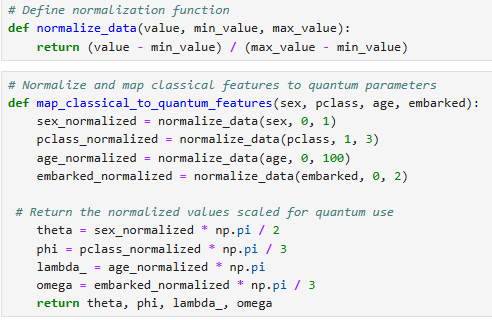 # Define normalization function
def normalize_data(value, min_value, max_value):
    return (value - min_value) / (max_value - min_value)
# Normalize and map classical features to quantum parameters
def map_classical_to_quantum_features(sex, pclass, age, embarked):
    sex_normalized = normalize_data(sex, 0, 1)
    pclass_normalized = normalize_data(pclass, 1, 3)
    age_normalized = normalize_data(age, 0, 100)
    embarked_normalized = normalize_data(embarked, 0, 2)
 # Return the normalized values scaled for quantum use
    theta = sex_normalized * np.pi / 2
    phi = pclass_normalized * np.pi / 3
    lambda_ = age_normalized * np.pi
    omega = embarked_normalized * np.pi / 3
    return theta, phi, lambda_, omega